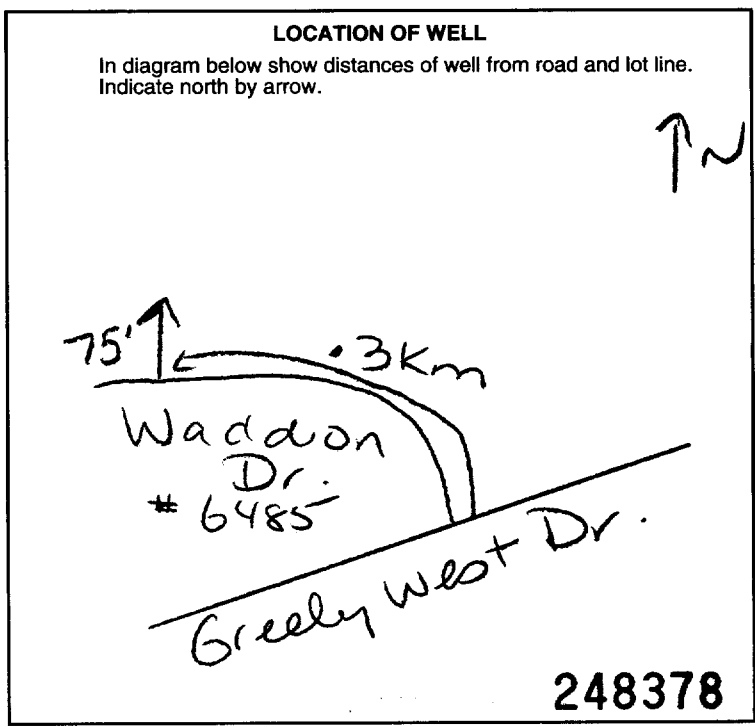 LOCATION OF WELL
In diagram below show distances of well from road and lot line.
Indicate north by arrow.
N
75'
.3Km
Waddon
Dr.
# 6485
Greely West Dr.
248378